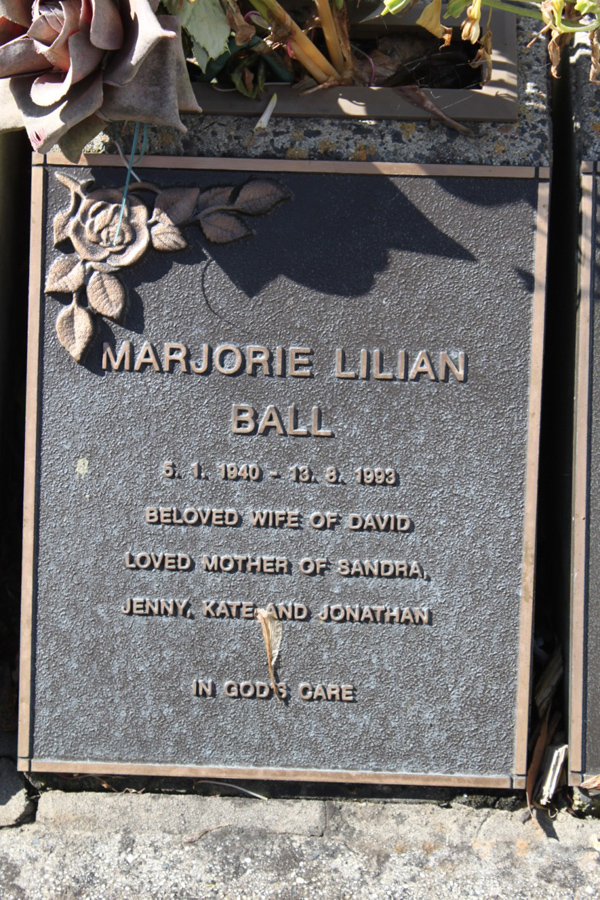 MARJORIE LILIAN
BALL
5. 1. 1940 - 13. 8. 1993
BELOVED WIFE OF DAVID
LOVED MOTHER OF SANDRA,
JENNY, KATE AND JONATHAN
IN GOD'S CARE